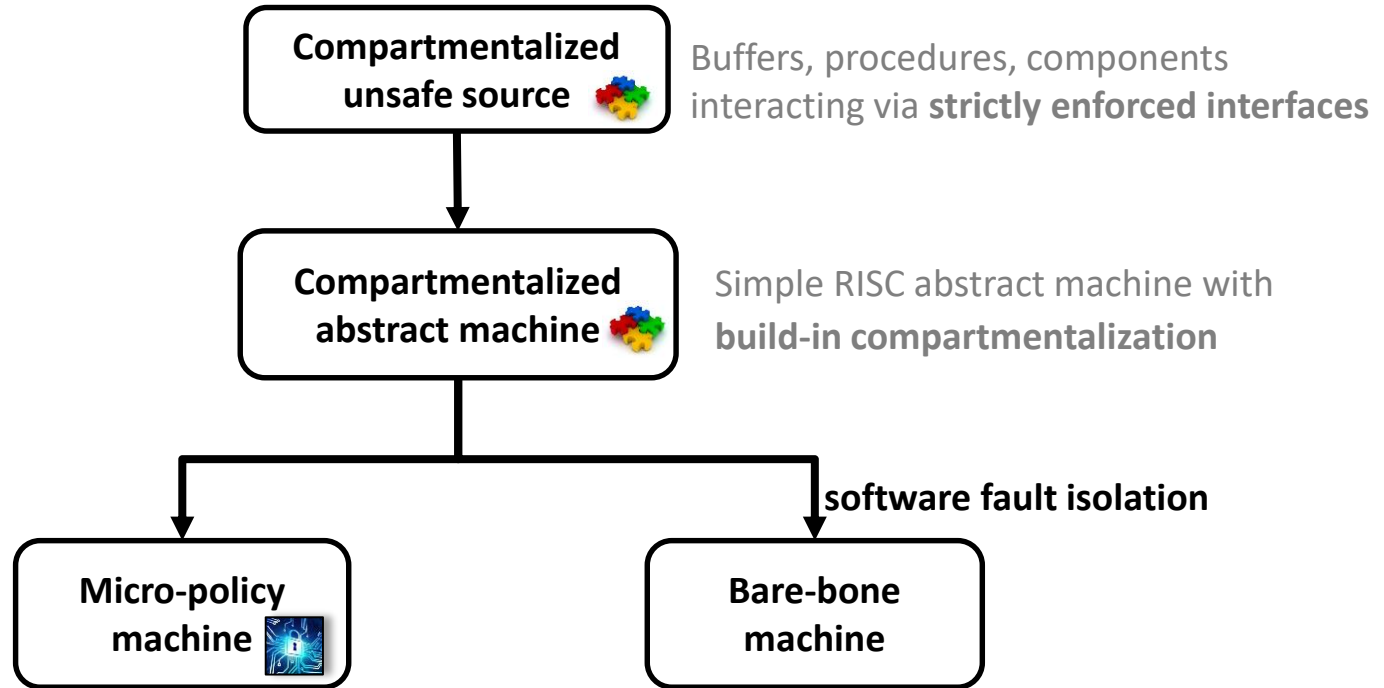 Compartmentalized
unsafe source
Buffers, procedures, components
interacting via strictly enforced interfaces
Compartmentalized
abstract machine
Simple RISC abstract machine with
build-in compartmentalization
software fault isolation
Micro-policy
machine
Bare-bone
machine